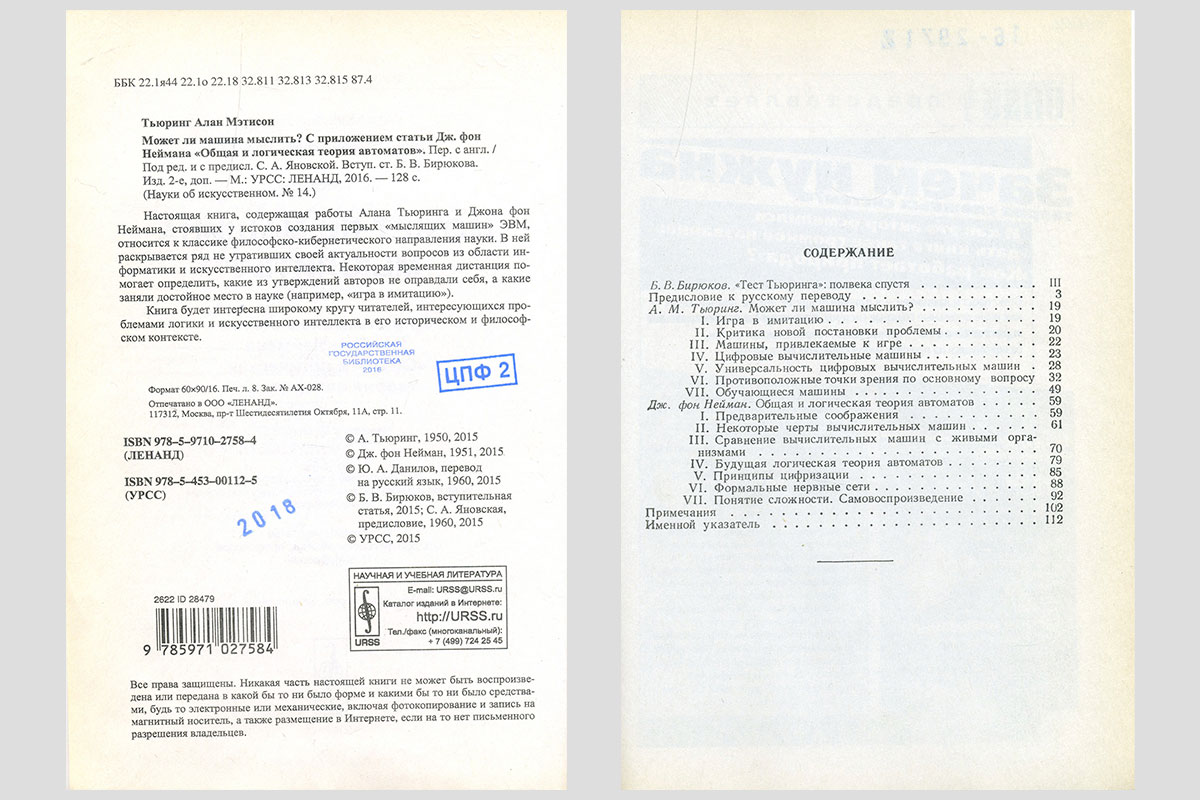 ББК 22.1я44 22.1о 22.18 32.811 32.813 32.815 87.4
Тьюринг Алан Мэтисон
Может ли машина мыслить? С приложением статьи Дж. фон
Неймана «Общая и логическая теория автоматов». Пер. с англ. /
Под ред. и с предисл. С. А. Яновской. Вступ. ст. Б. В. Бирюкова.
Изд. 2-е, доп. — М.: УРСС: ЛЕНАНД, 2016. — 128 с.
(Науки об искусственном. № 14.)
Настоящая книга, содержащая работы Алана Тьюринга и Джона фон
Неймана, стоявших у истоков создания первых «мыслящих машин» ЭВМ,
относится к классике философско-кибернетического направления науки. В ней
раскрывается ряд не утративших своей актуальности вопросов из области ин-
форматики и искусственного интеллекта. Некоторая временная дистанция по-
могает определить, какие из утверждений авторов не оправдали себя, а какие
заняли достойное место в науке (например, «игра в имитацию»).
Книга будет интересна широкому кругу читателей, интересующихся про-
блемами логики и искусственного интеллекта в его историческом и философ-
ском контексте.
РОССИЙСКАЯ
ГОСУДАРСТВЕННАЯ
БИБЛИОТЕКА
2016
ЦПФ 2
Формат 60×90/16. Печ. л. 8. Зак. № АХ-028.
Отпечатано в ООО «ЛЕНАНД».
117312, Москва, пр-т Шестидесятилетия Октября, 11А, стр. 11.
ISBN 978-5-9710-2758-4
(ЛЕНАНД)
ISBN 978-5-453-00112-5
(УРСС)
2018
© А. Тьюринг, 1950, 2015
© Дж. фон Нейман, 1951, 2015
© Ю. А. Данилов, перевод
на русский язык, 1960, 2015
© Б. В. Бирюков, вступительная
статья, 2015; С. А. Яновская,
предисловие, 1960, 2015
© УРСС, 2015
2622 ID 28479
9 785971 027584
НАУЧНАЯ И УЧЕБНАЯ ЛИТЕРАТУРА
E-mail: URSS@URSS.ru
Каталог изданий в Интернете:
http://URSS.ru
Тел./факс (многоканальный):
+ 7 (499) 724 25 45
URSS
Все права защищены. Никакая часть настоящей книги не может быть воспроизве-
дена или передана в какой бы то ни было форме и какими бы то ни было средства-
ми, будь то электронные или механические, включая фотокопирование и запись на
магнитный носитель, а также размещение в Интернете, если на то нет письменного
разрешения владельцев.
СОДЕРЖАНИЕ
Б. В. Бирюков. «Тест Тьюринга»: полвека спустя . . . . . . . . . . III
Предисловие к русскому переводу . . . . . . . . . . . . . 3
А. М. Тьюринг. Может ли машина мыслить? . . . . . . . . . . 19
I. Игра в имитацию . . . . . . . . . . . . . . . . 19
II. Критика новой постановки проблемы . . . . . . . . 20
III. Машины, привлекаемые к игре . . . . . . . . . . 22
IV. Цифровые вычислительные машины . . . . . . . . . 23
V. Универсальность цифровых вычислительных машин . 28
VI. Противоположные точки зрения по основному вопросу 32
VII. Обучающиеся машины . . . . . . . . . . . . . . 49
Дж. фон Нейман. Общая и логическая теория автоматов . . . . . 59
I. Предварительные соображения . . . . . . . . . . 59
II. Некоторые черты вычислительных машин . . . . . . 61
III. Сравнение вычислительных машин с живыми орга-
низмами . . . . . . . . . . . . . . . . . . . . 70
IV. Будущая логическая теория автоматов . . . . . . . . 79
V. Принципы цифризации . . . . . . . . . . . . . . 85
VI. Формальные нервные сети . . . . . . . . . . . . 88
VII. Понятие сложности. Самовоспроизведение . . . . . . 92
Примечания . . . . . . . . . . . . . . . . . . . . . . 102
Именной указатель . . . . . . . . . . . . . . . . . . . 112